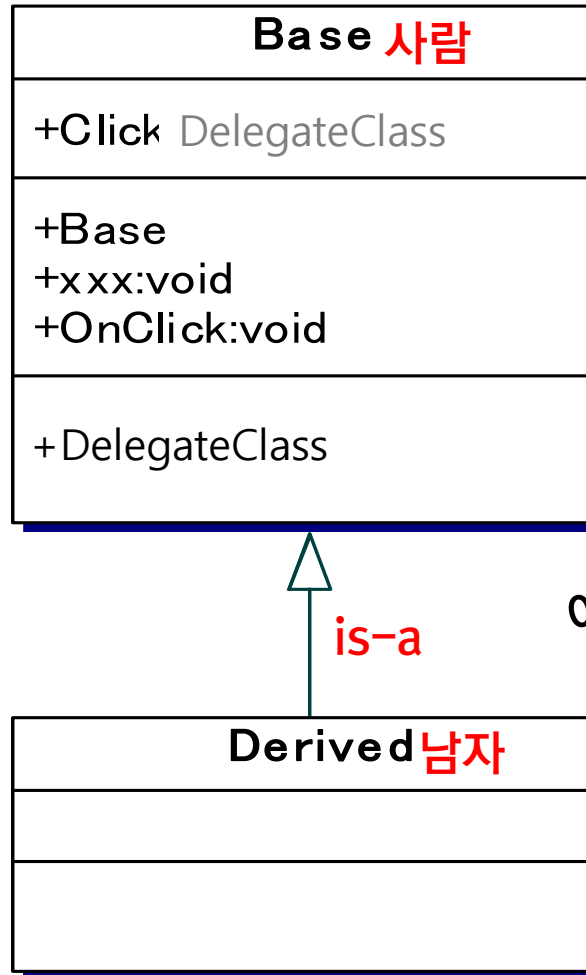 Base 사람
+Click DelegateClass
+Base
+xxx:void
+OnClick:void
+DelegateClass
is-a
Derived남자